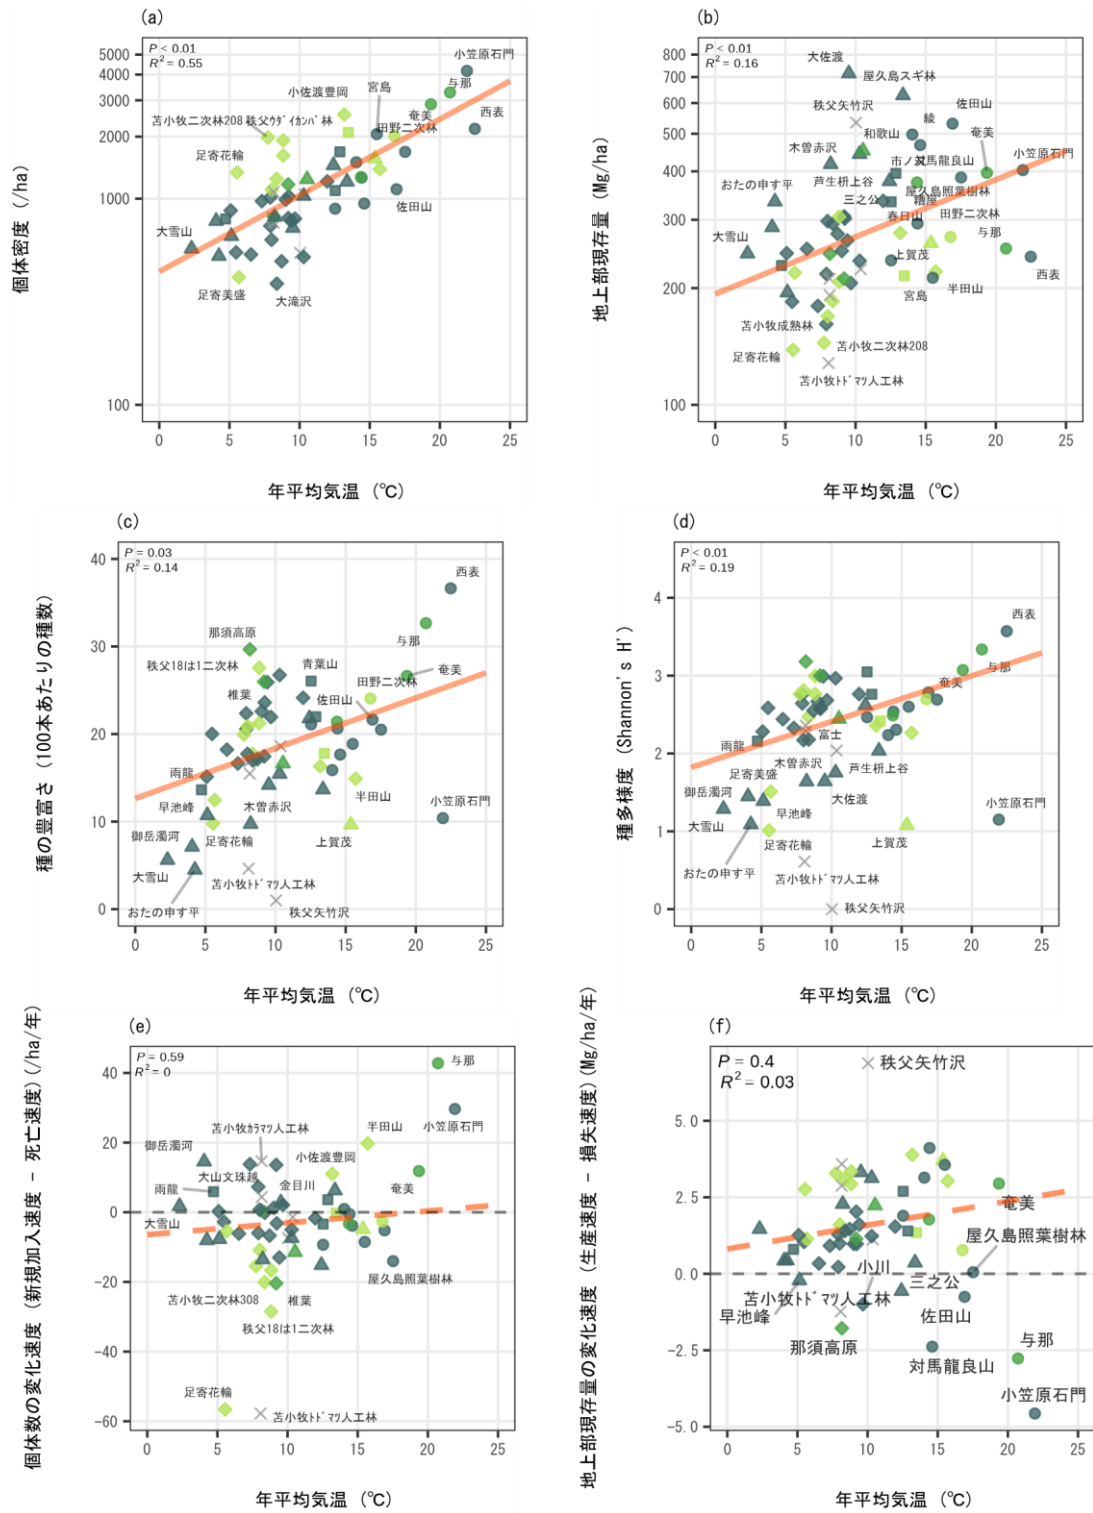 (a)
P < 0.01
R² = 0.55
個体密度 (/ha)
5000
4000
3000
2000
1000
100
小笠原石門
与那
宮島
小佐渡豊岡
奄美
西表
田野二次林
苫小牧二次林208
秩父ウダイカンバ林
足寄花輪
大雪山
佐田山
足寄美盛
大滝沢
0 5 10 15 20 25
年平均気温 (℃)
(b)
P < 0.01
R² = 0.16
地上部現存量 (Mg/ha)
800
700
600
500
400
300
200
100
大佐渡
屋久島スギ林
秩父矢竹沢
佐田山
綾
和歌山
奄美
木曽赤沢
市ノ又
対馬龍良山
小笠原石門
おたの申す平
芦生枡上谷
屋久島照葉樹林
三之公
糟屋
春日山
田野二次林
大雪山
与那
上賀茂
西表
宮島
半田山
苫小牧成熟林
苫小牧二次林208
足寄花輪
苫小牧トドマツ人工林
0 5 10 15 20 25
年平均気温 (℃)
(c)
P = 0.03
R² = 0.14
種の豊富さ (100本あたりの種数)
40
30
20
10
0
西表
那須高原
与那
秩父18は1二次林
青葉山
奄美
田野二次林
椎葉
佐田山
雨龍
早池峰
木曽赤沢
半田山
小笠原石門
御岳濁河
足寄花輪
上賀茂
大雪山
苫小牧トドマツ人工林
おたの申す平
秩父矢竹沢
0 5 10 15 20 25
年平均気温 (℃)
(d)
P < 0.01
R² = 0.19
種多様度 (Shannon's H')
4
3
2
1
0
西表
与那
奄美
富士
雨龍
木曽赤沢
芦生枡上谷
足寄美盛
御岳濁河
大佐渡
小笠原石門
早池峰
大雪山
足寄花輪
上賀茂
おたの申す平
苫小牧トドマツ人工林
秩父矢竹沢
0 5 10 15 20 25
年平均気温 (℃)
(e)
P = 0.59
R² = 0
個体数の変化速度 (新規加入速度 − 死亡速度) (/ha/年)
40
20
0
−20
−40
−60
与那
小笠原石門
苫小牧カラマツ人工林
半田山
御岳濁河
小佐渡豊岡
大山文珠越
雨龍
金目川
奄美
大雪山
屋久島照葉樹林
苫小牧二次林308
椎葉
秩父18は1二次林
足寄花輪
苫小牧トドマツ人工林
0 5 10 15 20 25
年平均気温 (℃)
(f)
P = 0.4
R² = 0.03
地上部現存量の変化速度 (生産速度 − 損失速度) (Mg/ha/年)
5.0
2.5
0.0
−2.5
−5.0
秩父矢竹沢
奄美
屋久島照葉樹林
小川
三之公
苫小牧トドマツ人工林
早池峰
佐田山
那須高原
与那
対馬龍良山
小笠原石門
0 5 10 15 20 25
年平均気温 (℃)